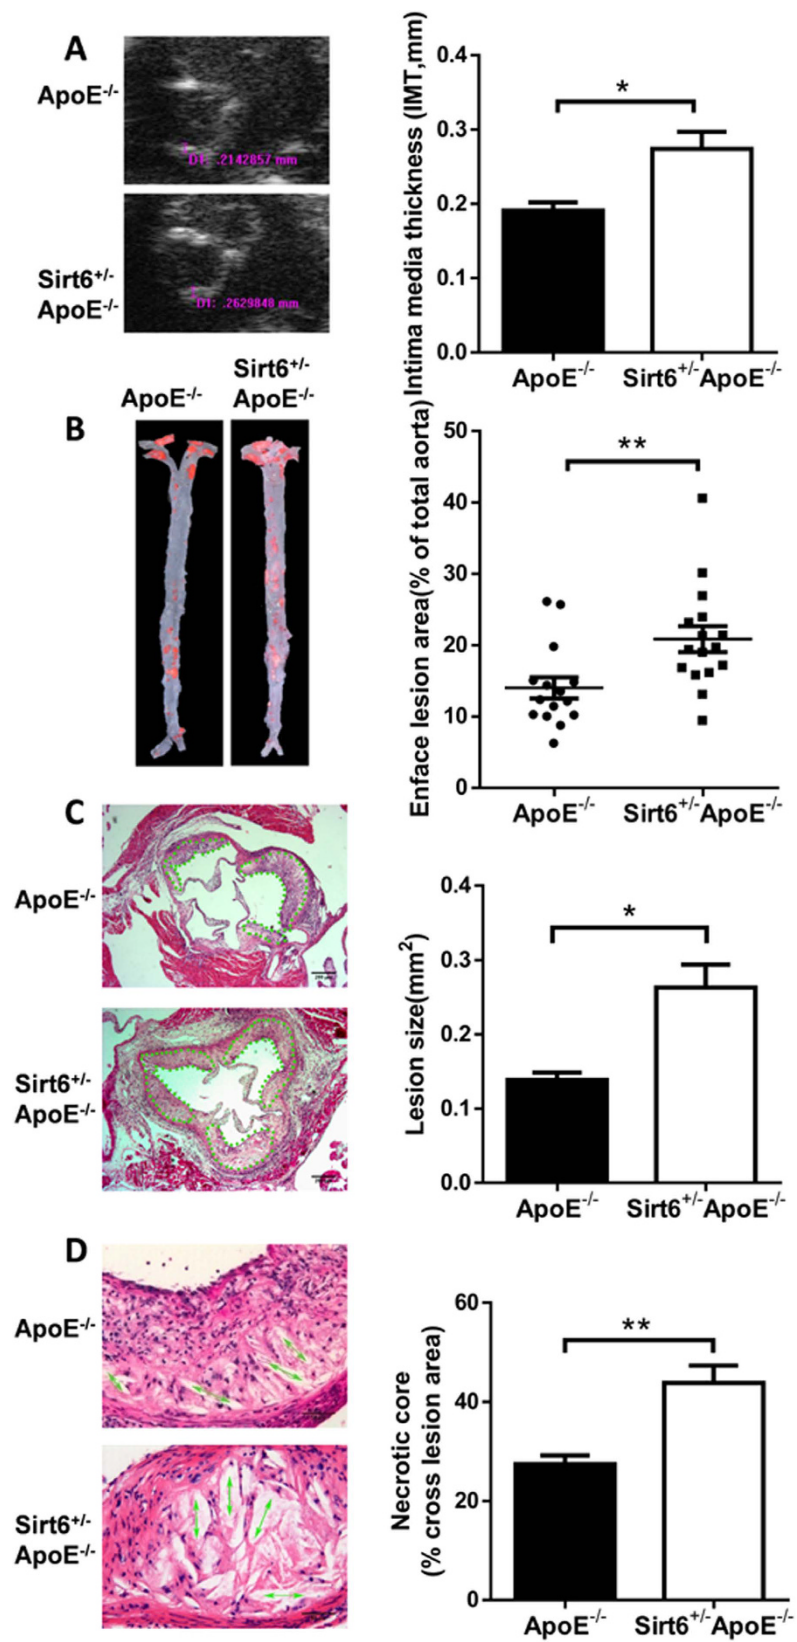 A
ApoE-/-
D1: .2142857 mm
Sirt6+/-
ApoE-/-
D1: .2629848 mm
Intima media thickness (IMT,mm)
0.4
0.3
0.2
0.1
0.0
*
ApoE-/-
Sirt6+/-ApoE-/-
B
ApoE-/-
Sirt6+/-
ApoE-/-
Enface lesion area(% of total aorta)
50
40
30
20
10
0
**
ApoE-/-
Sirt6+/-ApoE-/-
C
ApoE-/-
Sirt6+/-
ApoE-/-
Lesion size(mm2)
0.4
0.3
0.2
0.1
0.0
*
ApoE-/-
Sirt6+/-ApoE-/-
D
ApoE-/-
Sirt6+/-
ApoE-/-
Necrotic core
(% cross lesion area)
60
40
20
0
**
ApoE-/-
Sirt6+/-ApoE-/-